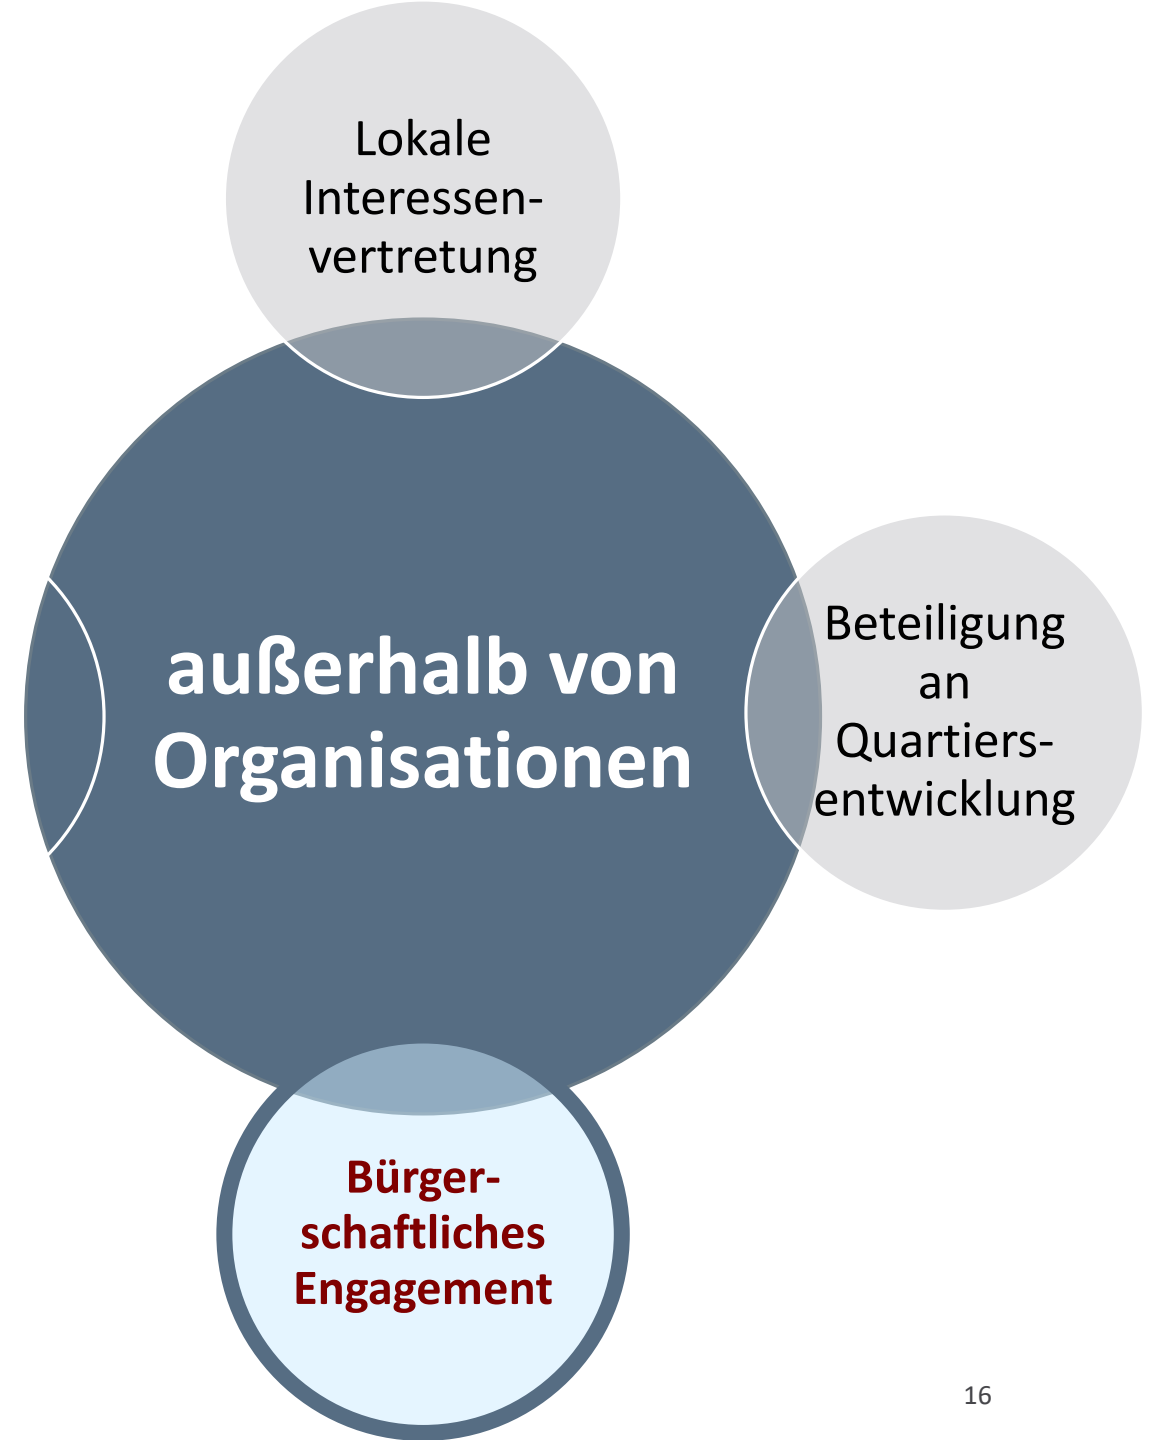 Lokale
Interessen-
vertretung
außerhalb von
Organisationen
Beteiligung
an
Quartiers-
entwicklung
Bürger-
schaftliches
Engagement
16